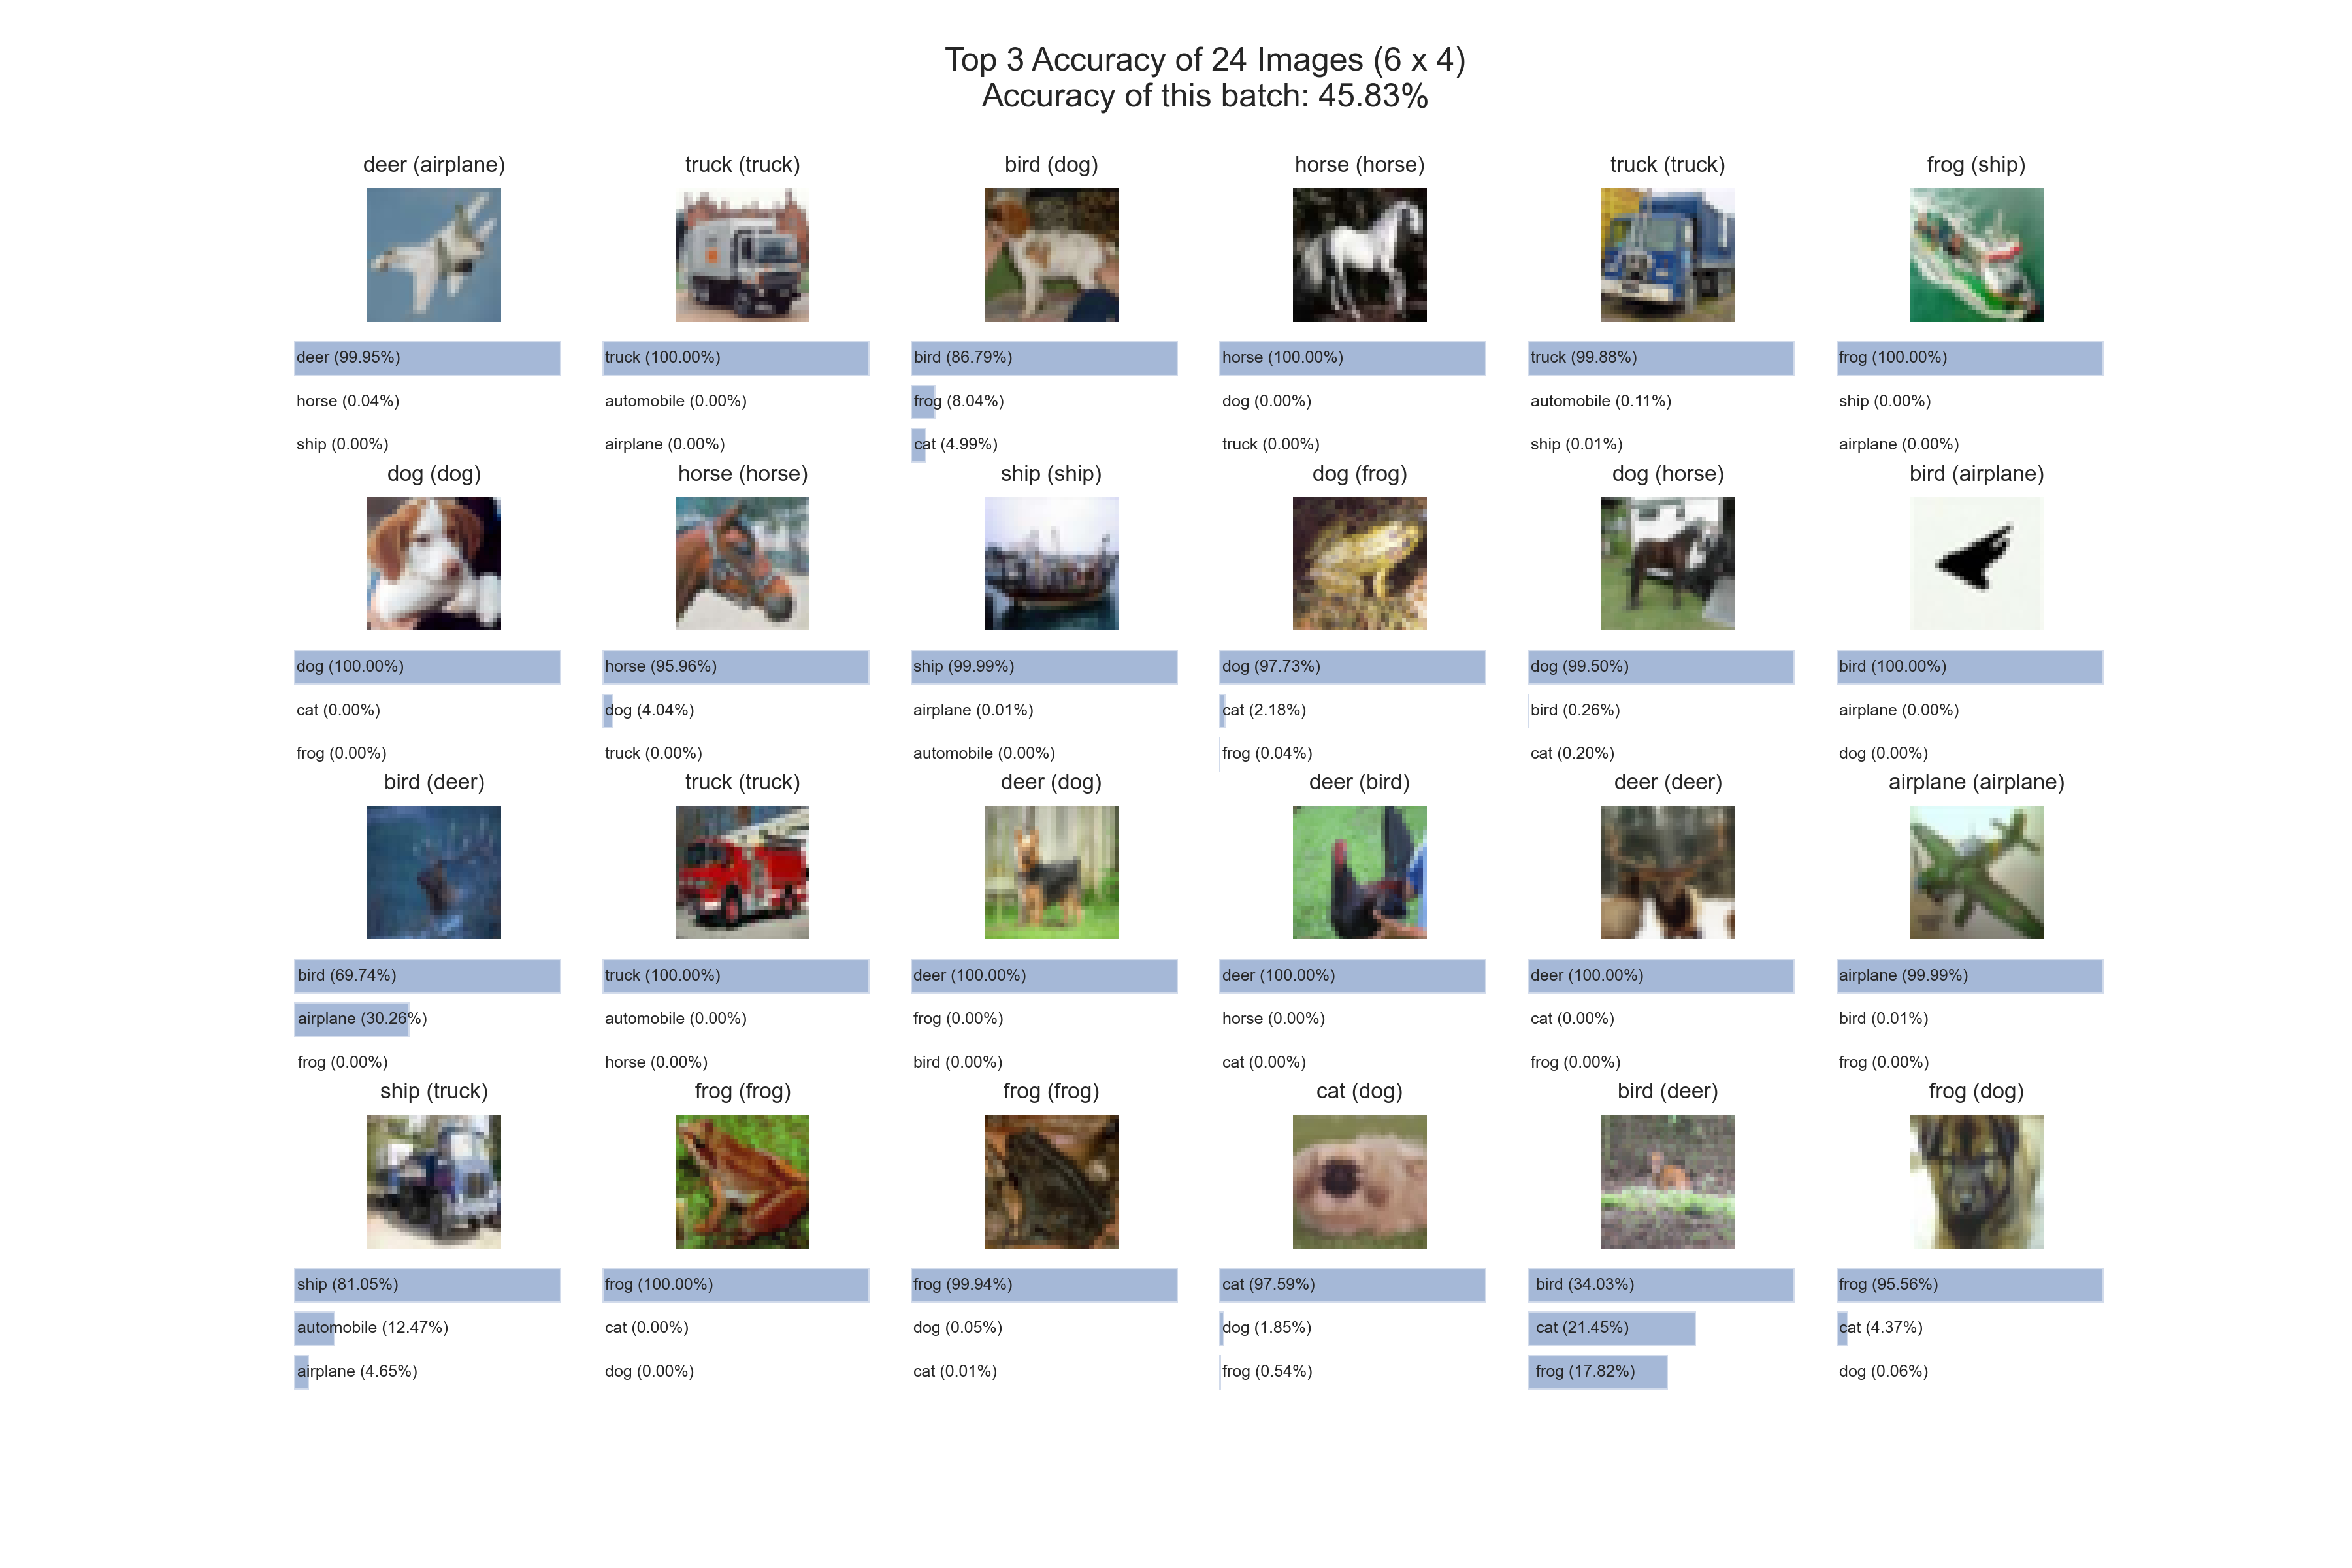 Top 3 Accuracy of 24 Images (6 x 4)
Accuracy of this batch: 45.83%
deer (airplane)
deer (99.95%)
horse (0.04%)
ship (0.00%)
truck (truck)
truck (100.00%)
automobile (0.00%)
airplane (0.00%)
bird (dog)
bird (86.79%)
frog (8.04%)
cat (4.99%)
horse (horse)
horse (100.00%)
dog (0.00%)
truck (0.00%)
truck (truck)
truck (99.88%)
automobile (0.11%)
ship (0.01%)
frog (ship)
frog (100.00%)
ship (0.00%)
airplane (0.00%)
dog (dog)
dog (100.00%)
cat (0.00%)
frog (0.00%)
horse (horse)
horse (95.96%)
dog (4.04%)
truck (0.00%)
ship (ship)
ship (99.99%)
airplane (0.01%)
automobile (0.00%)
dog (frog)
dog (97.73%)
cat (2.18%)
frog (0.04%)
dog (horse)
dog (99.50%)
bird (0.26%)
cat (0.20%)
bird (airplane)
bird (100.00%)
airplane (0.00%)
dog (0.00%)
bird (deer)
bird (69.74%)
airplane (30.26%)
frog (0.00%)
truck (truck)
truck (100.00%)
automobile (0.00%)
horse (0.00%)
deer (dog)
deer (100.00%)
frog (0.00%)
bird (0.00%)
deer (bird)
deer (100.00%)
horse (0.00%)
cat (0.00%)
deer (deer)
deer (100.00%)
cat (0.00%)
frog (0.00%)
airplane (airplane)
airplane (99.99%)
bird (0.01%)
frog (0.00%)
ship (truck)
ship (81.05%)
automobile (12.47%)
airplane (4.65%)
frog (frog)
frog (100.00%)
cat (0.00%)
dog (0.00%)
frog (frog)
frog (99.94%)
dog (0.05%)
cat (0.01%)
cat (dog)
cat (97.59%)
dog (1.85%)
frog (0.54%)
bird (deer)
bird (34.03%)
cat (21.45%)
frog (17.82%)
frog (dog)
frog (95.56%)
cat (4.37%)
dog (0.06%)